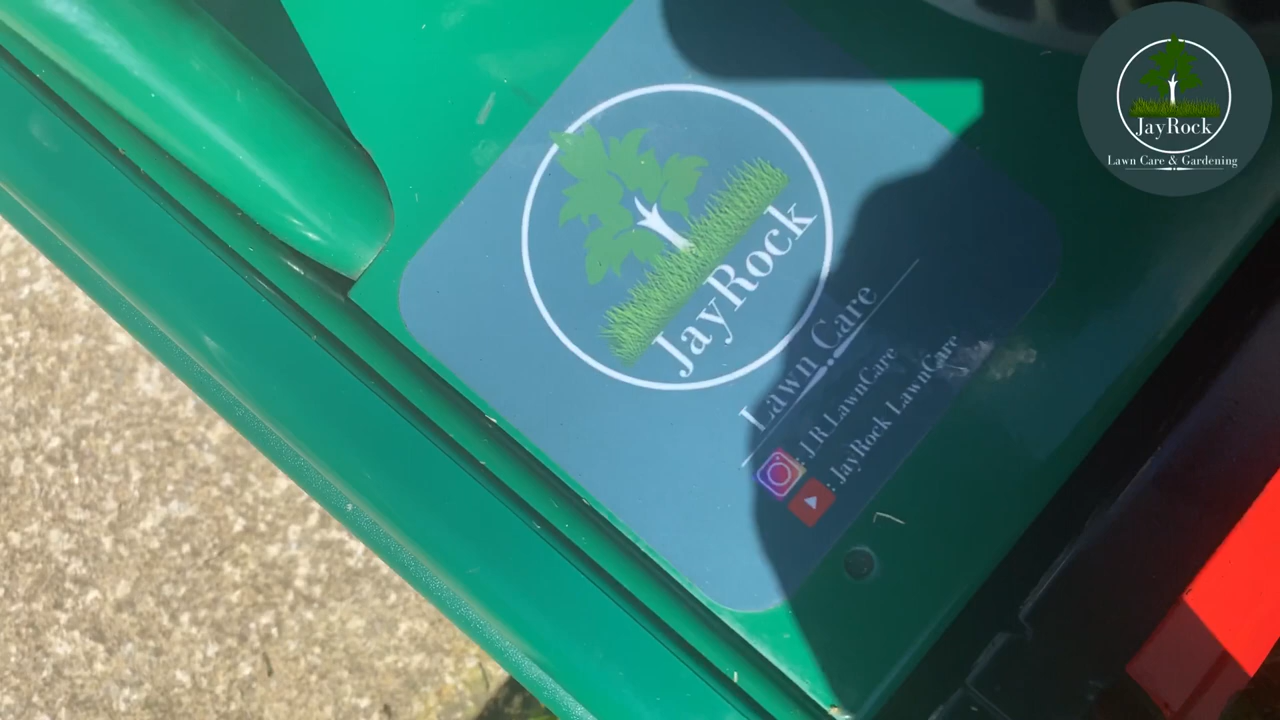 JayRock
Lawn Care
: J.R.LawnCare
: JayRock LawnCare
JayRock
Lawn Care & Gardening